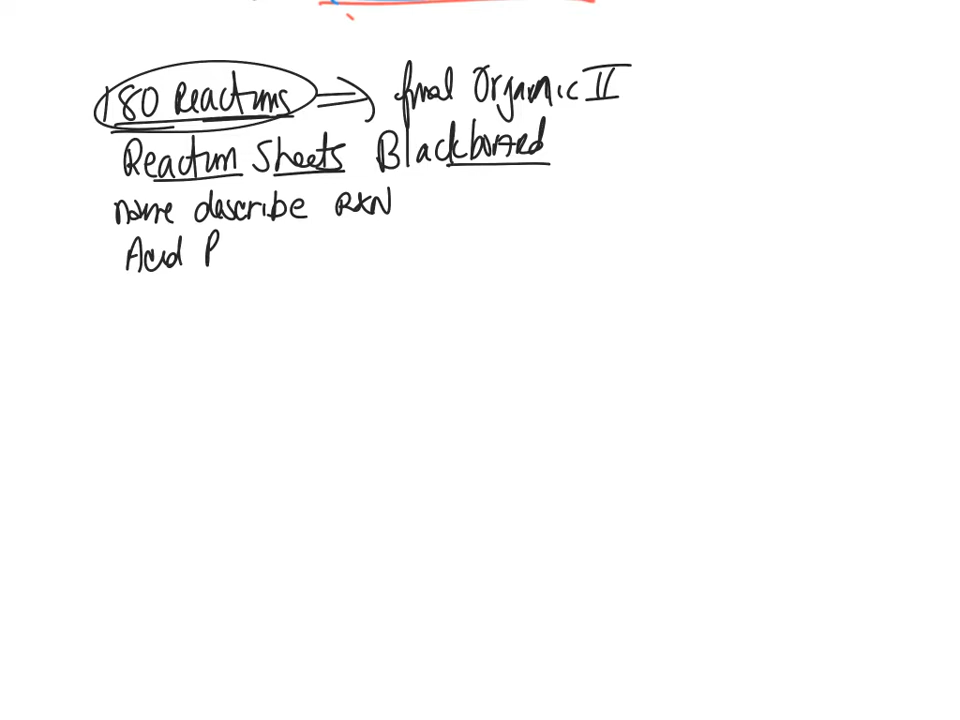 180 Reactions ⇒ final Organic II
Reaction Sheets Blackboard
name describe RXN
Acid P